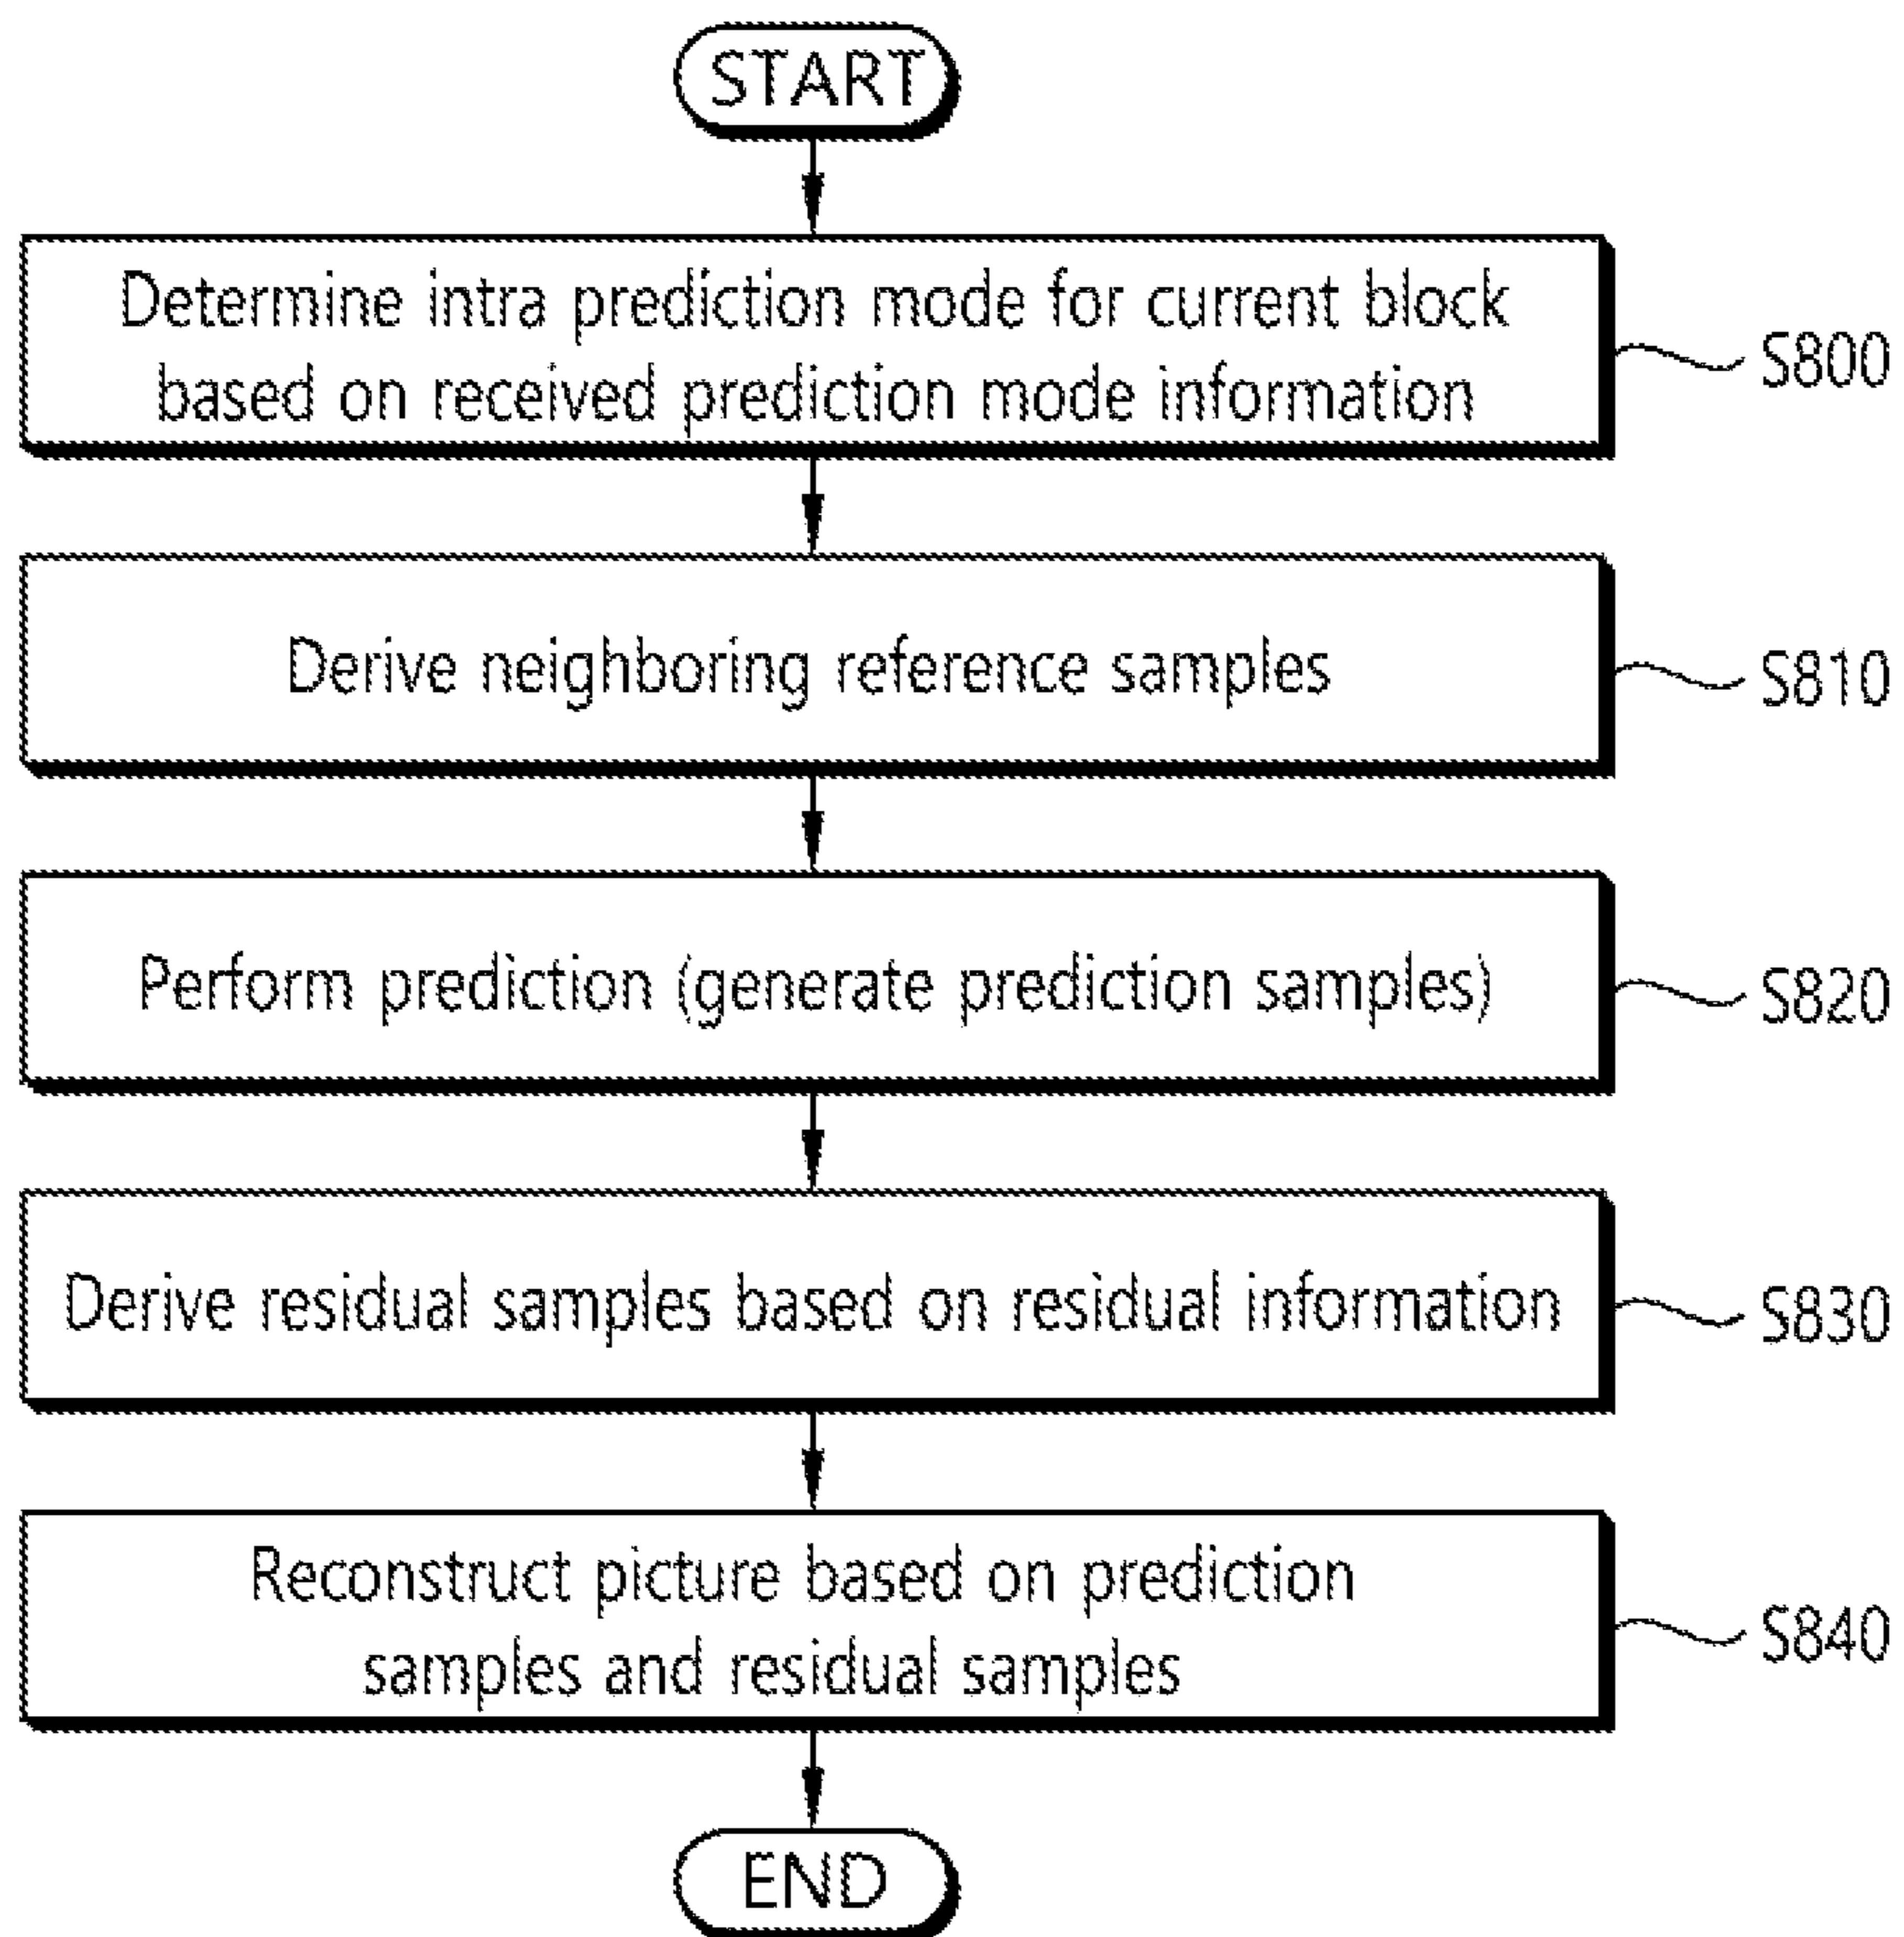 START
Determine intra prediction mode for current block
based on received prediction mode information
S800
Derive neighboring reference samples
S810
Perform prediction (generate prediction samples)
S820
Derive residual samples based on residual information
S830
Reconstruct picture based on prediction
samples and residual samples
S840
END